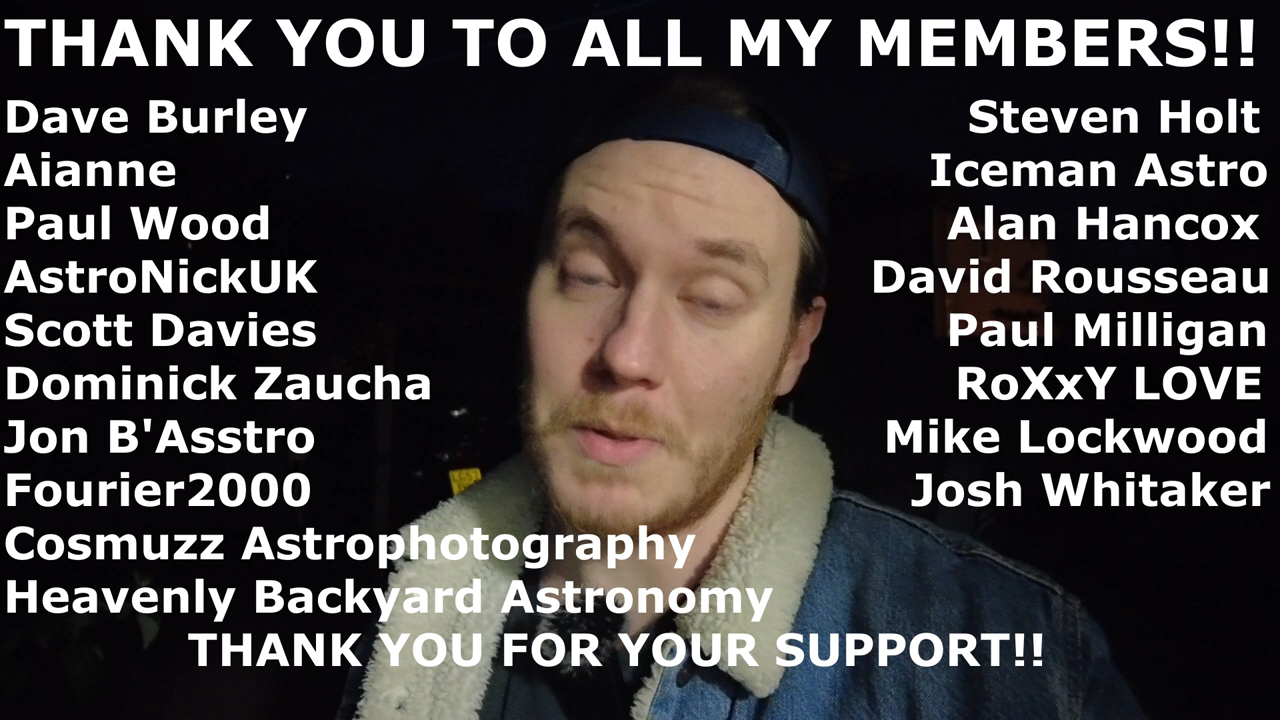 THANK YOU TO ALL MY MEMBERS!!
Dave Burley
Aianne
Paul Wood
AstroNickUK
Scott Davies
Dominick Zaucha
Jon B'Asstro
Fourier2000
Cosmuzz Astrophotography
Heavenly Backyard Astronomy
Steven Holt
Iceman Astro
Alan Hancox
David Rousseau
Paul Milligan
RoXxY LOVE
Mike Lockwood
Josh Whitaker
THANK YOU FOR YOUR SUPPORT!!